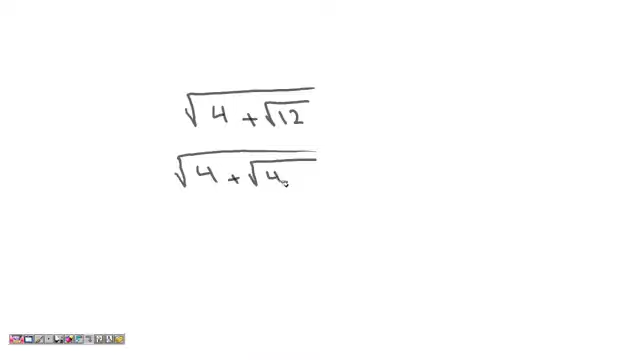 √(4 + √12)
√(4 + √4